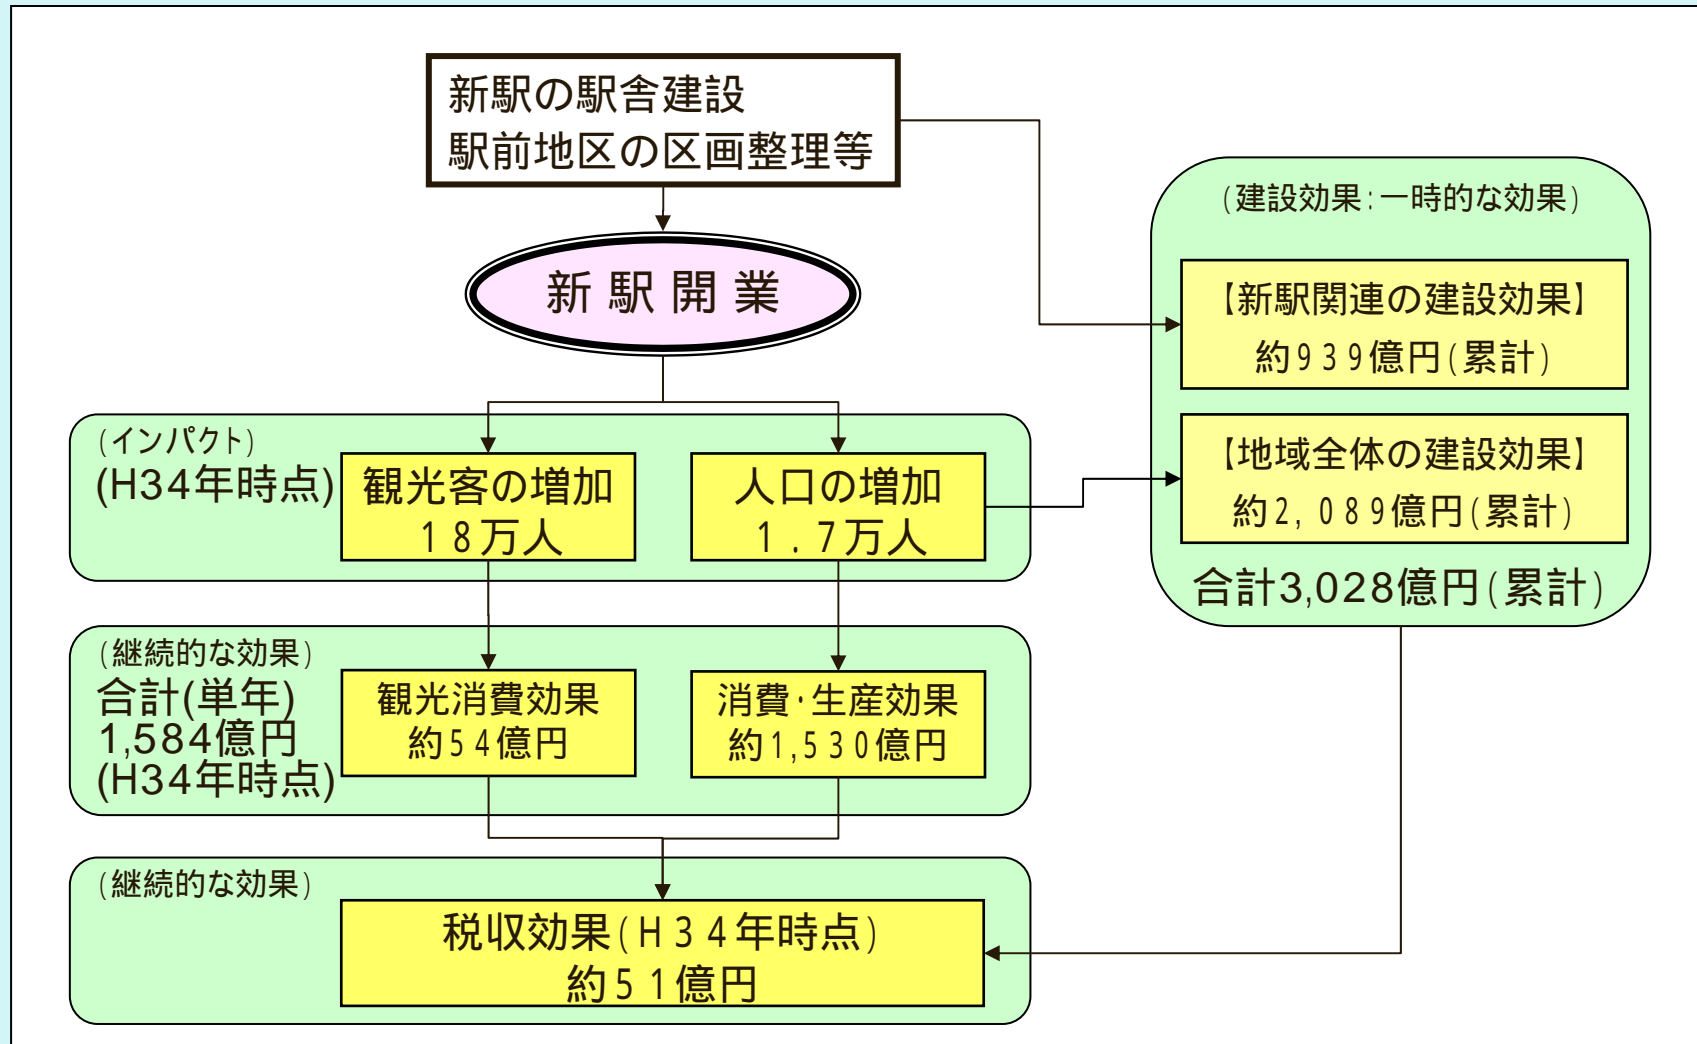 新駅の駅舎建設
駅前地区の区画整理等
新駅開業
(建設効果:一時的な効果)
【新駅関連の建設効果】
約939億円(累計)
【地域全体の建設効果】
約2,089億円(累計)
合計3,028億円(累計)
(インパクト)
(H34年時点)
観光客の増加
18万人
人口の増加
1.7万人
(継続的な効果)
合計(単年)
1,584億円
(H34年時点)
観光消費効果
約54億円
消費・生産効果
約1,530億円
(継続的な効果)
税収効果(H34年時点)
約51億円